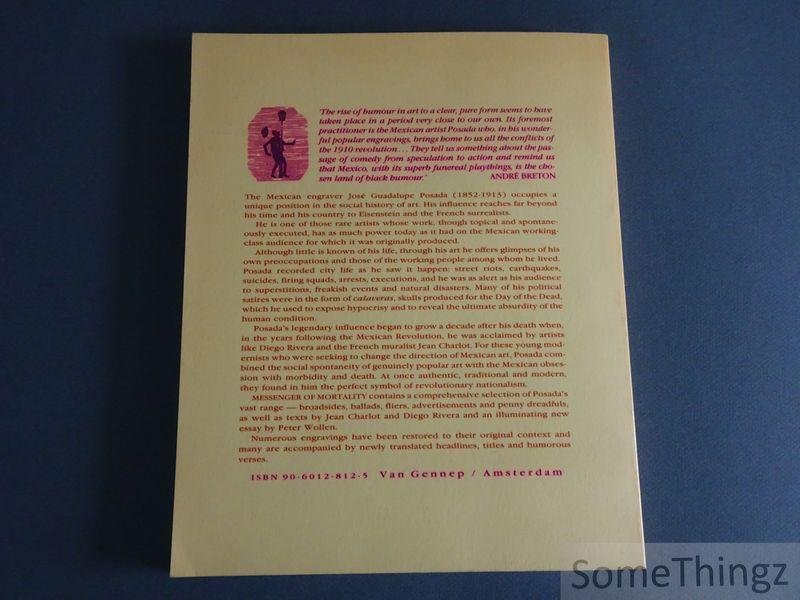 'The rise of humour in art to a clear, pure form seems to have
taken place in a period very close to our own. Its foremost
practitioner is the Mexican artist Posada who, in his wonder-
ful popular engravings, brings home to us all the conflicts of
the 1910 revolution... They tell us something about the pas-
sage of comedy from speculation to action and remind us
that Mexico, with its superb funereal playthings, is the cho-
sen land of black humour.' ANDRÉ BRETON
The Mexican engraver José Guadalupe Posada (1852-1913) occupies a
unique position in the social history of art. His influence reaches far beyond
his time and his country to Eisenstein and the French surrealists.
He is one of those rare artists whose work, though topical and spontane-
ously executed, has as much power today as it had on the Mexican working-
class audience for which it was originally produced.
Although little is known of his life, through his art he offers glimpses of his
own preoccupations and those of the working people among whom he lived.
Posada recorded city life as he saw it happen: street riots, earthquakes,
suicides, firing squads, arrests, executions, and he was as alert as his audience
to superstitions, freakish events and natural disasters. Many of his political
satires were in the form of calaveras, skulls produced for the Day of the Dead,
which he used to expose hypocrisy and to reveal the ultimate absurdity of the
human condition.
Posada's legendary influence began to grow a decade after his death when,
in the years following the Mexican Revolution, he was acclaimed by artists
like Diego Rivera and the French muralist Jean Charlot. For these young mo-
dernists who were seeking to change the direction of Mexican art, Posada com-
bined the social spontaneity of genuinely popular art with the Mexican obses-
sion with morbidity and death. At once authentic, traditional and modern,
they found in him the perfect symbol of revolutionary nationalism.
MESSENGER OF MORTALITY contains a comprehensive selection of Posada's
vast range — broadsides, ballads, fliers, advertisements and penny dreadfuls,
as well as texts by Jean Charlot and Diego Rivera and an illuminating new
essay by Peter Wollen.
Numerous engravings have been restored to their original context and
many are accompanied by newly translated headlines, titles and humorous
verses.
ISBN 90-6012-812-5 Van Gennep / Amsterdam
SomeThingz